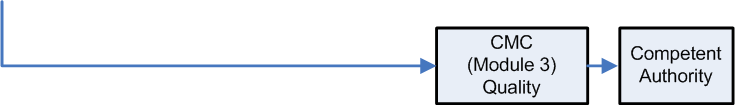 CMC
(Module 3)
Quality
Competent
Authority